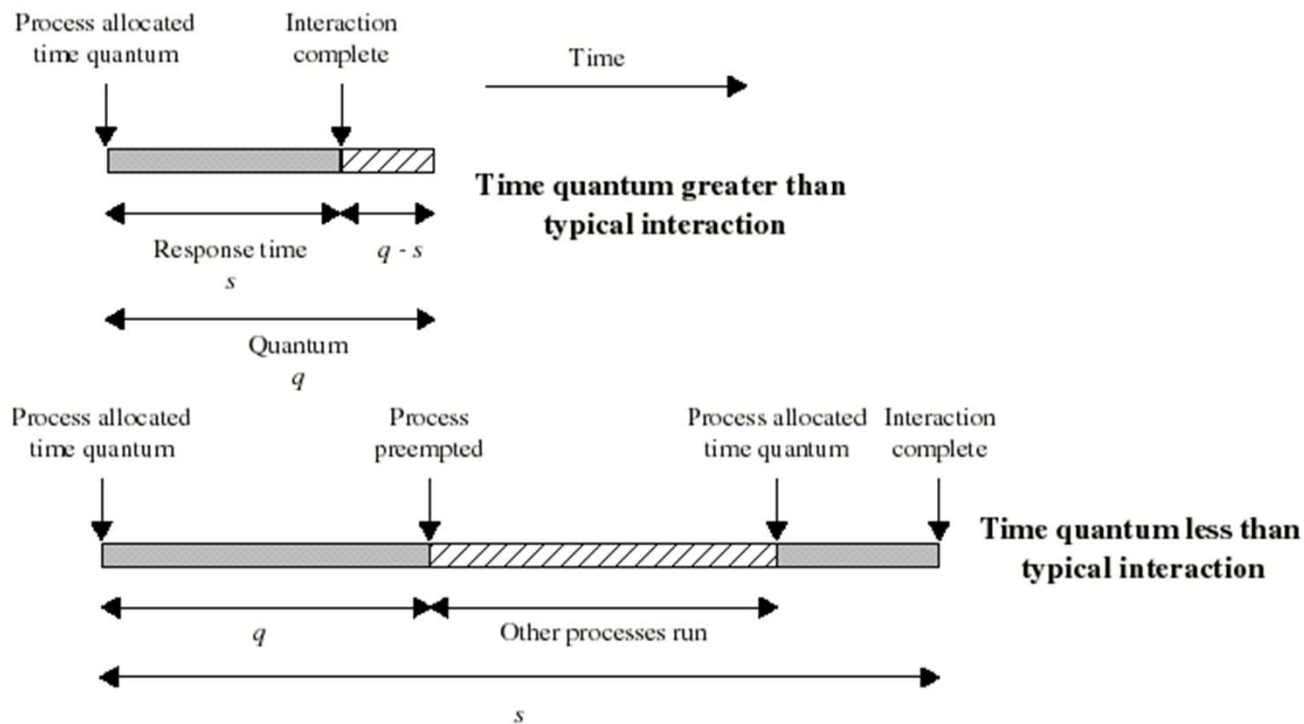 Process allocated
time quantum
Interaction
complete
Time
Time quantum greater than
typical interaction
Response time
s
q - s
Quantum
q
Process allocated
time quantum
Process
preempted
Process allocated
time quantum
Interaction
complete
Time quantum less than
typical interaction
q
Other processes run
s